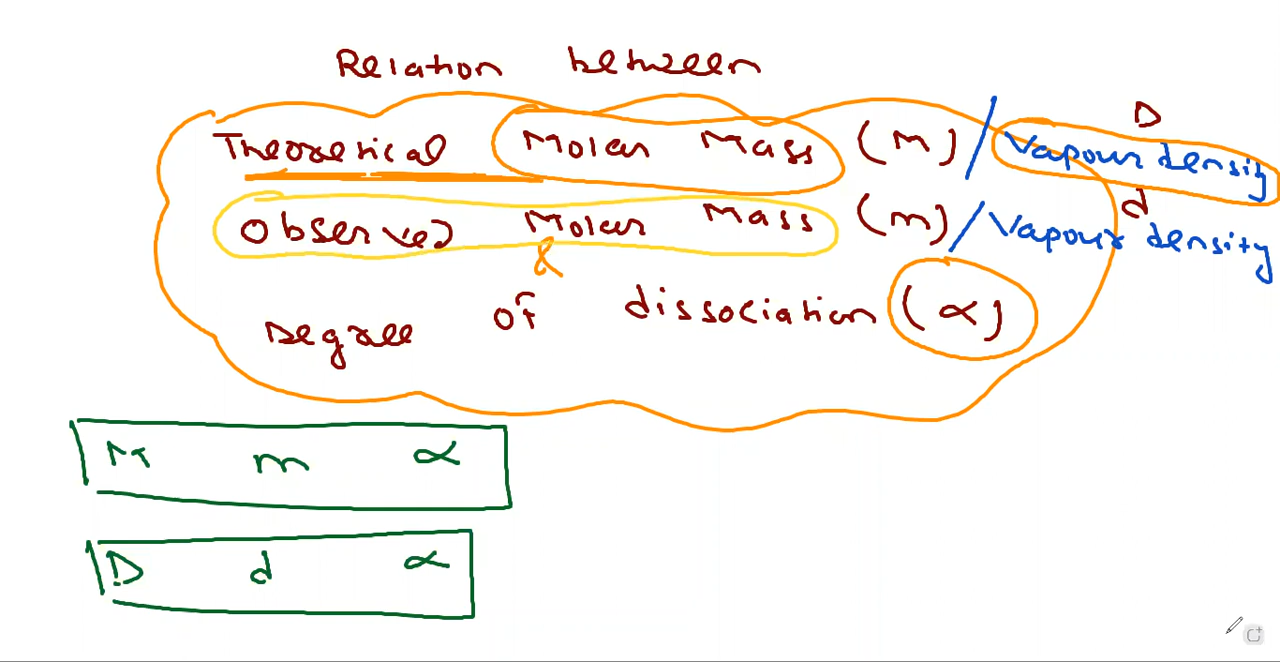 Relation between
D
Theoretical Molar Mass (M) / Vapour density
d
Observed Molar Mass (m) / Vapour density
&
Degree of dissociation (α)
M m α
D d α